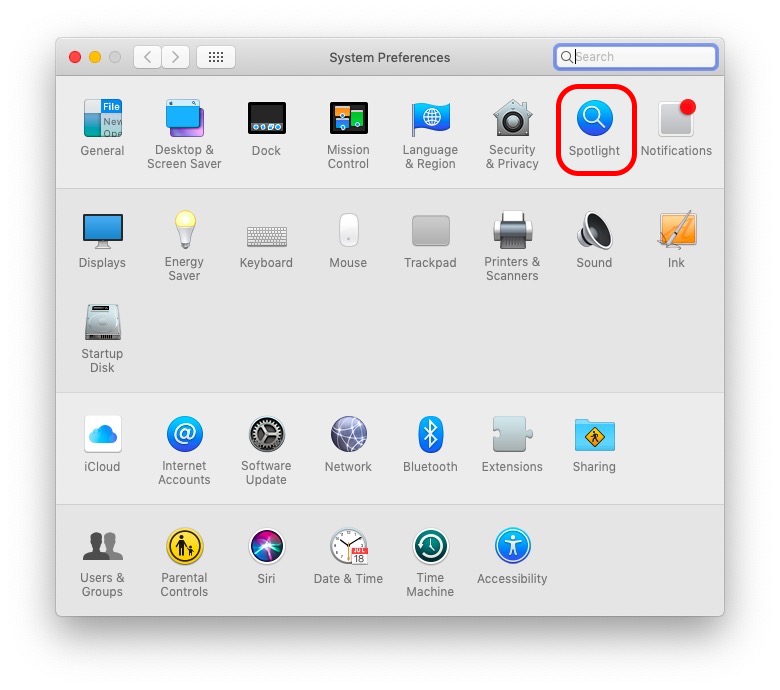 System Preferences
Search
File
New
Ope
General
Desktop &
Screen Saver
Dock
Mission
Control
Language
& Region
Security
& Privacy
Spotlight
Notifications
Displays
Energy
Saver
Keyboard
Mouse
Trackpad
Printers &
Scanners
Sound
Ink
Startup
Disk
iCloud
@
Internet
Accounts
Software
Update
Network
Bluetooth
Extensions
Sharing
Users &
Groups
Parental
Controls
Siri
JUL
18
Date & Time
Time
Machine
Accessibility